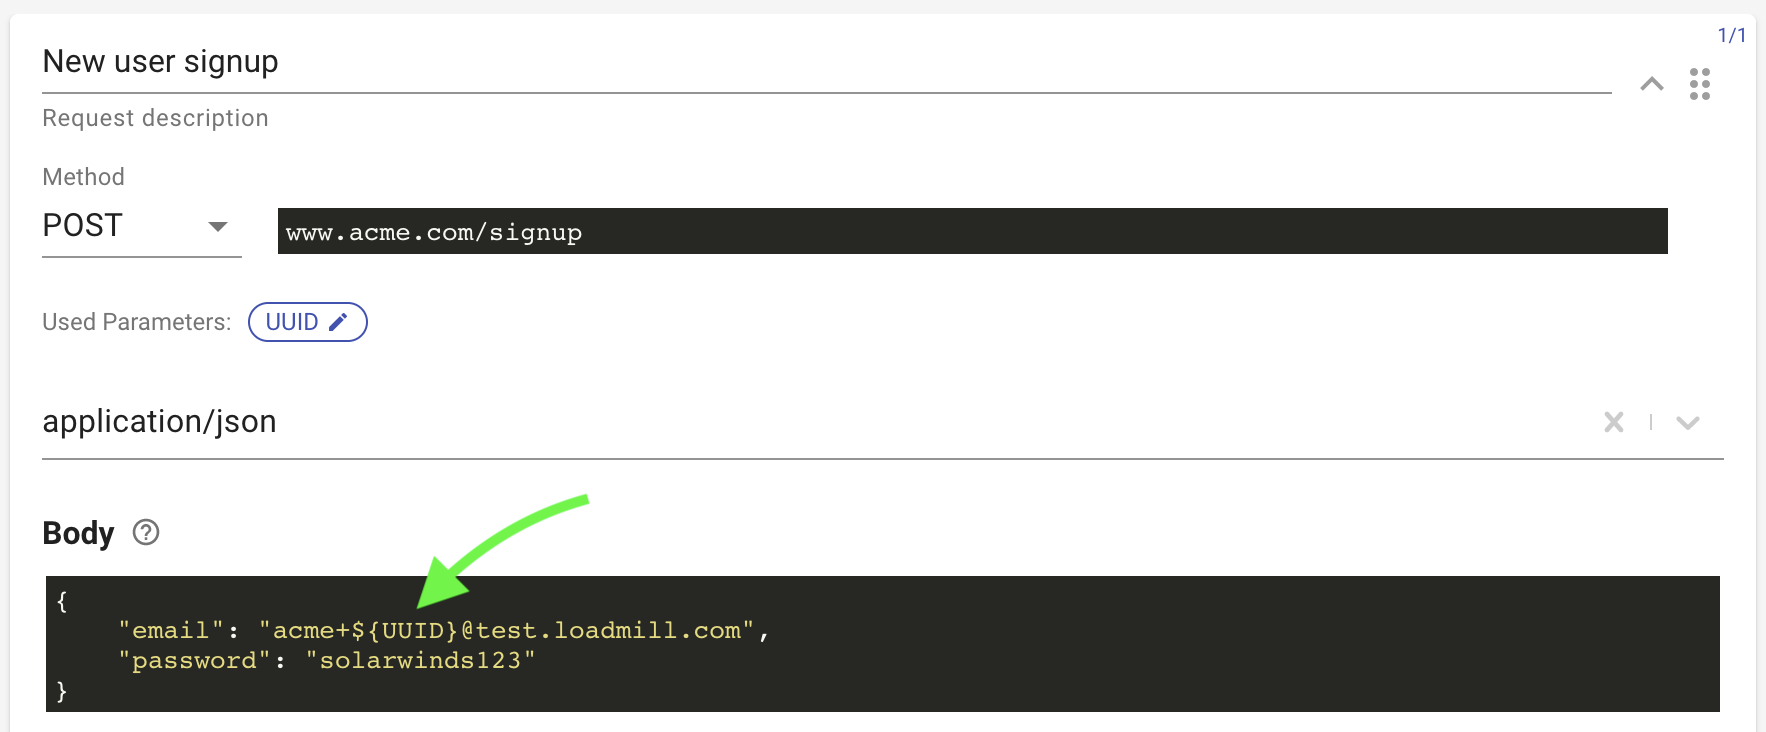 1/1
New user signup
Request description
Method
POST
www.acme.com/signup
Used Parameters: UUID
application/json
Body
{
"email": "acme+${UUID}@test.loadmill.com",
"password": "solarwinds123"
}